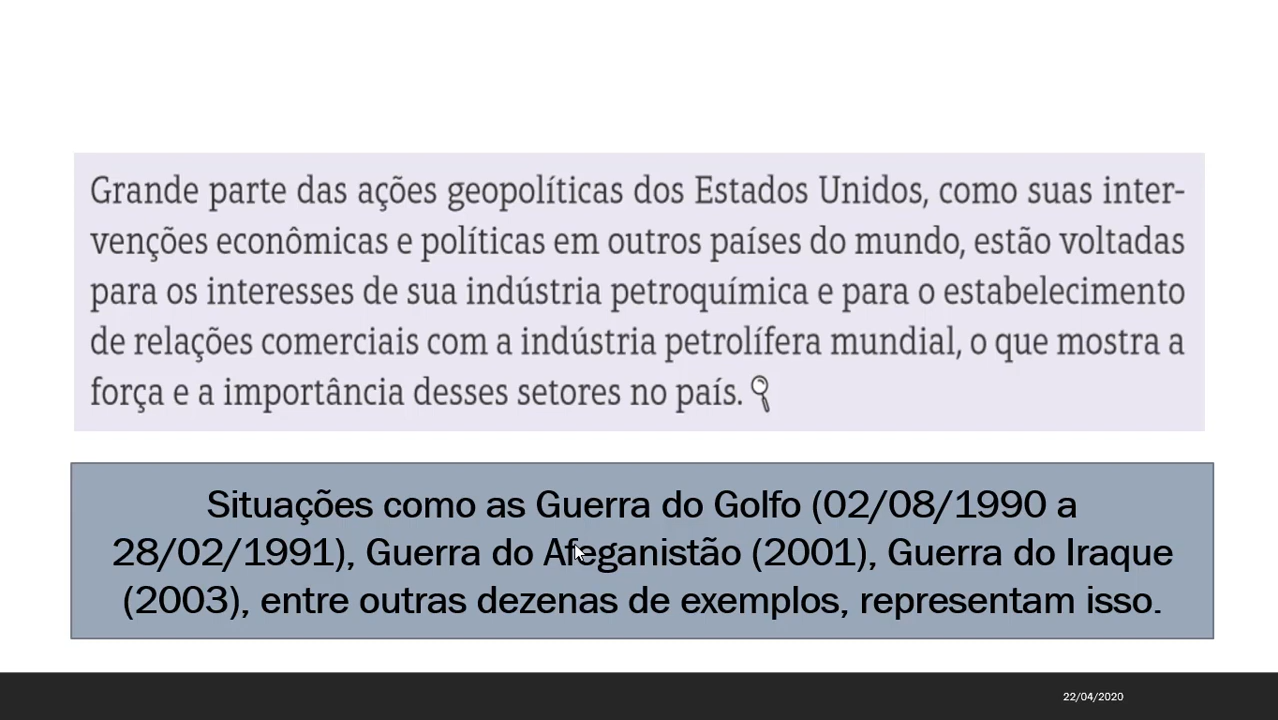 Grande parte das ações geopolíticas dos Estados Unidos, como suas inter-
venções econômicas e políticas em outros países do mundo, estão voltadas
para os interesses de sua indústria petroquímica e para o estabelecimento
de relações comerciais com a indústria petrolífera mundial, o que mostra a
força e a importância desses setores no país.
Situações como as Guerra do Golfo (02/08/1990 a
28/02/1991), Guerra do Afeganistão (2001), Guerra do Iraque
(2003), entre outras dezenas de exemplos, representam isso.
22/04/2020